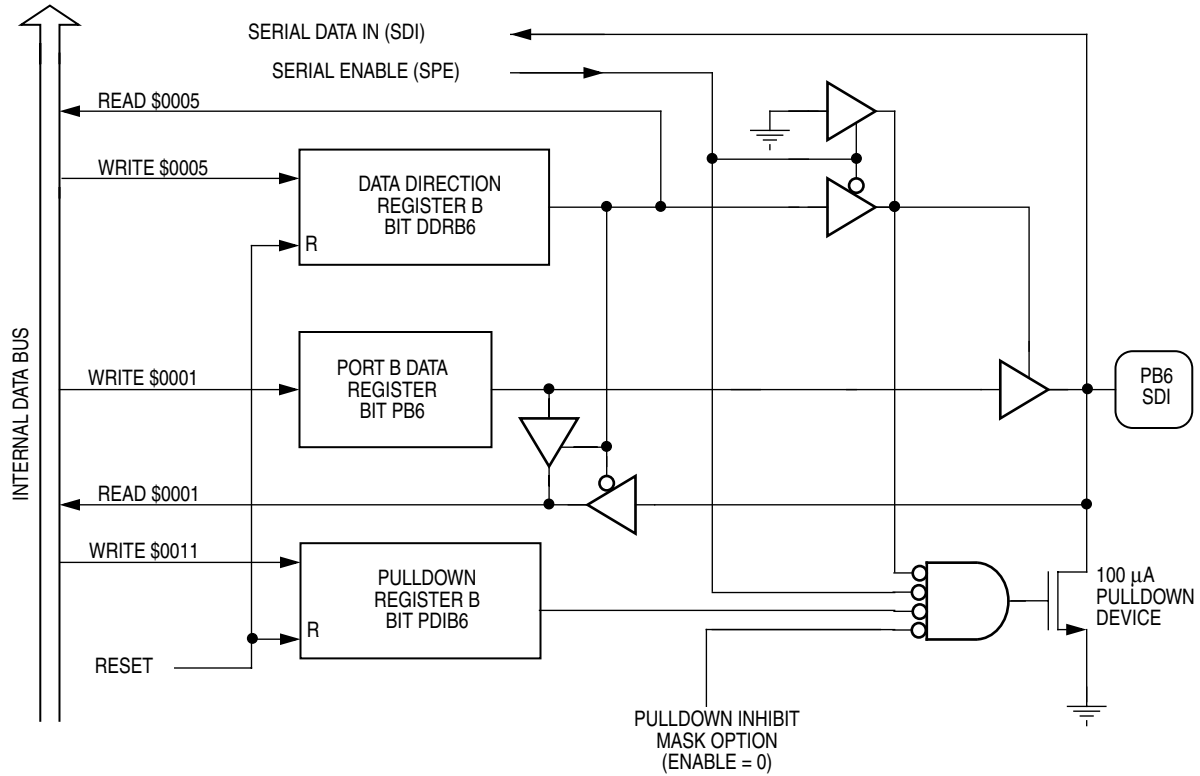 SERIAL DATA IN (SDI)
SERIAL ENABLE (SPE)
READ $0005
WRITE $0005
DATA DIRECTION
REGISTER B
BIT DDRB6
R
INTERNAL DATA BUS
WRITE $0001
PORT B DATA
REGISTER
BIT PB6
PB6
SDI
READ $0001
WRITE $0011
PULLDOWN
REGISTER B
BIT PDIB6
R
100 µA
PULLDOWN
DEVICE
RESET
PULLDOWN INHIBIT
MASK OPTION
(ENABLE = 0)